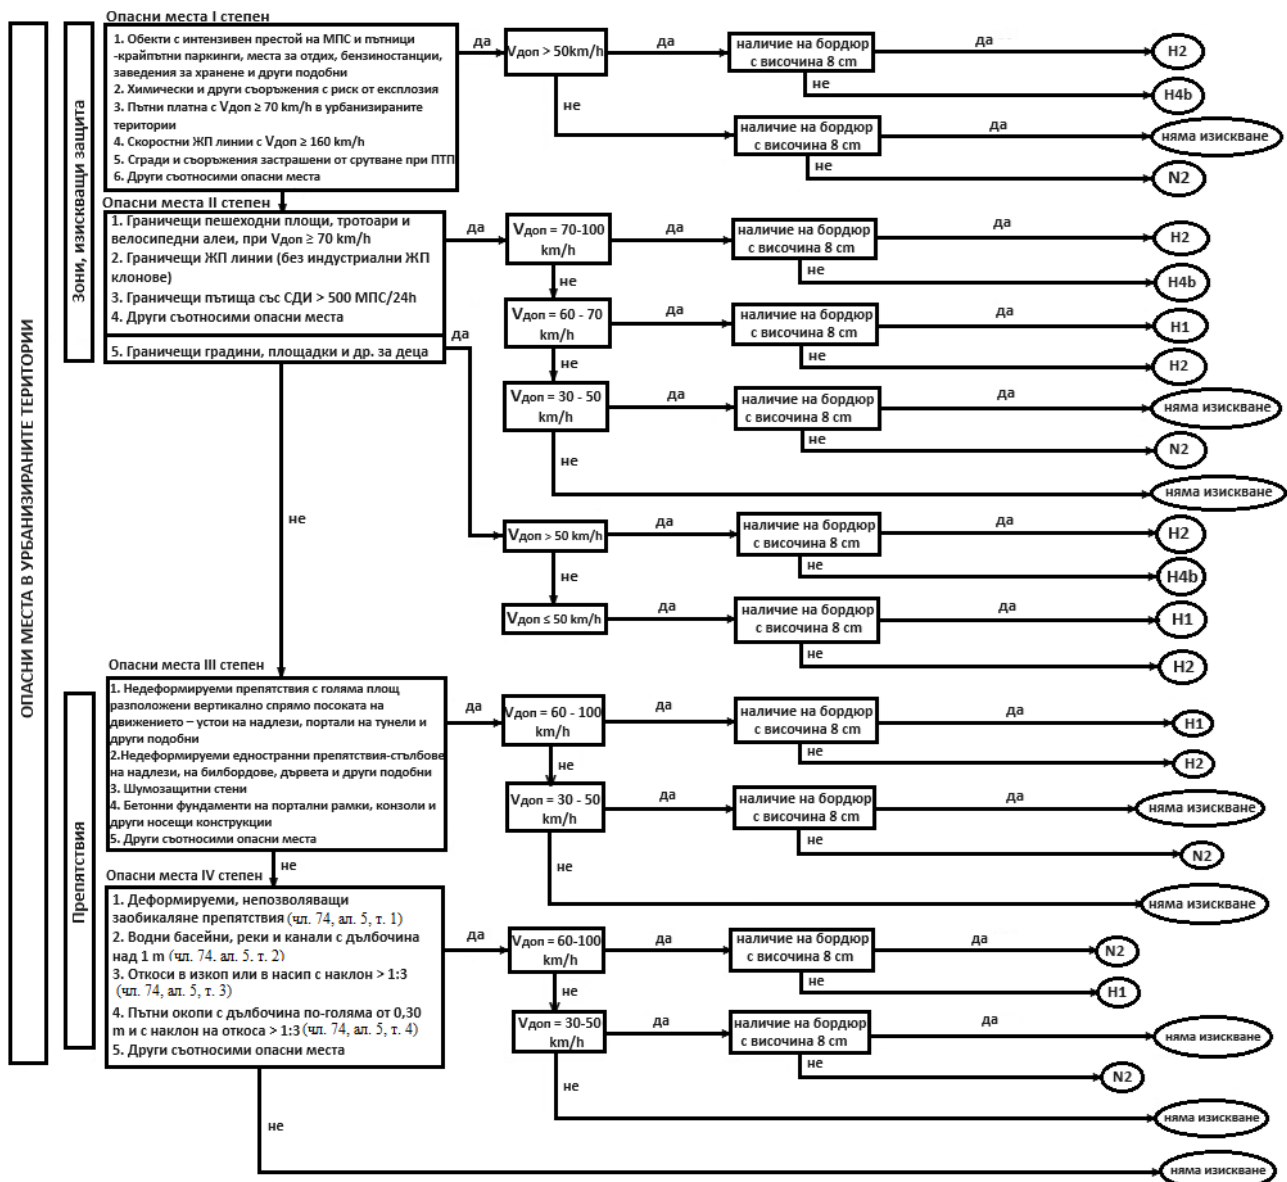 ОПАСНИ МЕСТА В УРБАНИЗИРАНИТЕ ТЕРИТОРИИ
Зони, изискващи защита
Опасни места I степен
1. Обекти с интензивен престой на МПС и пътници
-крайпътни паркинги, места за отдих, бензиностанции,
заведения за хранене и други подобни
2. Химически и други съоръжения с риск от експлозия
3. Пътни платна с Vдоп ≥ 70 km/h в урбанизираните
територии
4. Скоростни ЖП линии с Vдоп ≥ 160 km/h
5. Сгради и съоръжения застрашени от срутване при ПТП
6. Други съотносими опасни места
да
Vдоп > 50km/h
да
наличие на бордюр
с височина 8 cm
да
H2
не
H4b
не
наличие на бордюр
с височина 8 cm
да
няма изискване
не
N2
Опасни места II степен
1. Граничещи пешеходни площи, тротоари и
велосипедни алеи, при Vдоп ≥ 70 km/h
2. Граничещи ЖП линии (без индустриални ЖП
клонове)
3. Граничещи пътища със СДИ > 500 МПС/24h
4. Други съотносими опасни места
5. Граничещи градини, площадки и др. за деца
да
Vдоп = 70-100
km/h
да
наличие на бордюр
с височина 8 cm
да
H2
не
H4b
не
Vдоп = 60 - 70
km/h
да
наличие на бордюр
с височина 8 cm
да
H1
не
H2
не
Vдоп = 30 - 50
km/h
да
наличие на бордюр
с височина 8 cm
да
няма изискване
не
N2
не
няма изискване
да
Vдоп > 50 km/h
да
наличие на бордюр
с височина 8 cm
да
H2
не
H4b
не
Vдоп ≤ 50 km/h
да
наличие на бордюр
с височина 8 cm
да
H1
не
H2
не
Препятствия
Опасни места III степен
1. Недеформируеми препятствия с голяма площ
разположени вертикално спрямо посоката на
движението – устои на надлези, портали на тунели и
други подобни
2.Недеформируеми едностранни препятствия-стълбове
на надлези, на билбордове, дървета и други подобни
3. Шумозащитни стени
4. Бетонни фундаменти на портални рамки, конзоли и
други носещи конструкции
5. Други съотносими опасни места
да
Vдоп = 60 - 100
km/h
да
наличие на бордюр
с височина 8 cm
да
H1
не
H2
не
Vдоп = 30 - 50
km/h
да
наличие на бордюр
с височина 8 cm
да
няма изискване
не
N2
не
няма изискване
не
Опасни места IV степен
1. Деформируеми, непозволяващи
заобикаляне препятствия (чл. 74, ал. 5, т. 1)
2. Водни басейни, реки и канали с дълбочина
над 1 m (чл. 74, ал. 5, т. 2)
3. Откоси в изкоп или в насип с наклон > 1:3
(чл. 74, ал. 5, т. 3)
4. Пътни окопи с дълбочина по-голяма от 0,30
m и с наклон на откоса > 1:3 (чл. 74, ал. 5, т. 4)
5. Други съотносими опасни места
да
Vдоп = 60-100
km/h
да
наличие на бордюр
с височина 8 cm
да
N2
не
H1
не
Vдоп = 30-50
km/h
да
наличие на бордюр
с височина 8 cm
да
няма изискване
не
N2
не
няма изискване
не
няма изискване